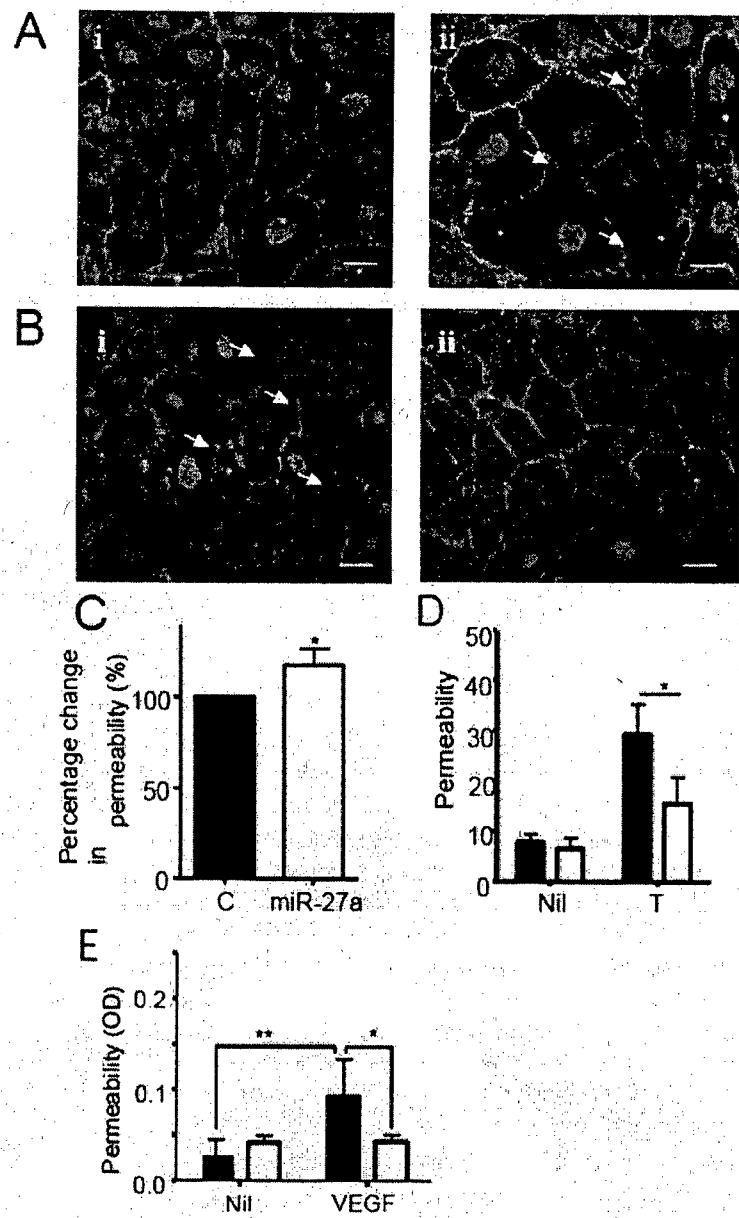 A
i
ii
B
i
ii
C
Percentage change
in permeability (%)
100
50
0
C
miR-27a
*
D
Permeability
50
40
30
20
10
0
Nil
T
*
E
Permeability (OD)
0.2
0.1
0.0
Nil
VEGF
**
*